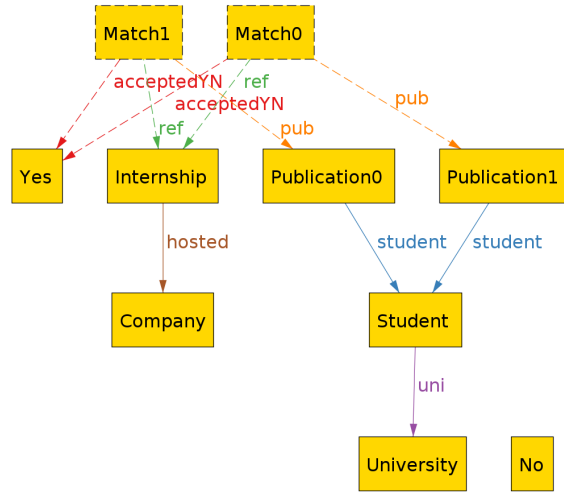 Match1
Match0
acceptedYN
ref
acceptedYN
pub
ref
pub
Yes
Internship
Publication0
Publication1
hosted
student
student
Company
Student
uni
University
No